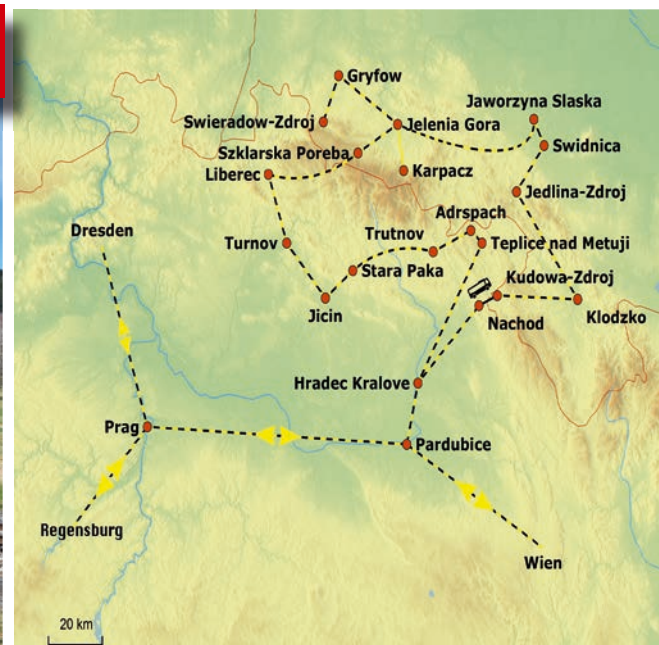 Gryfow
Jaworzyna Slaska
Swieradow-Zdroj
Jelenia Gora
Swidnica
Szklarska Poreba
Liberec
Karpacz
Jedlina-Zdroj
Adrspach
Dresden
Trutnov
Turnov
Teplice nad Metuji
Stara Paka
Kudowa-Zdroj
Jicin
Nachod
Klodzko
Hradec Kralove
Prag
Pardubice
Regensburg
Wien
20 km